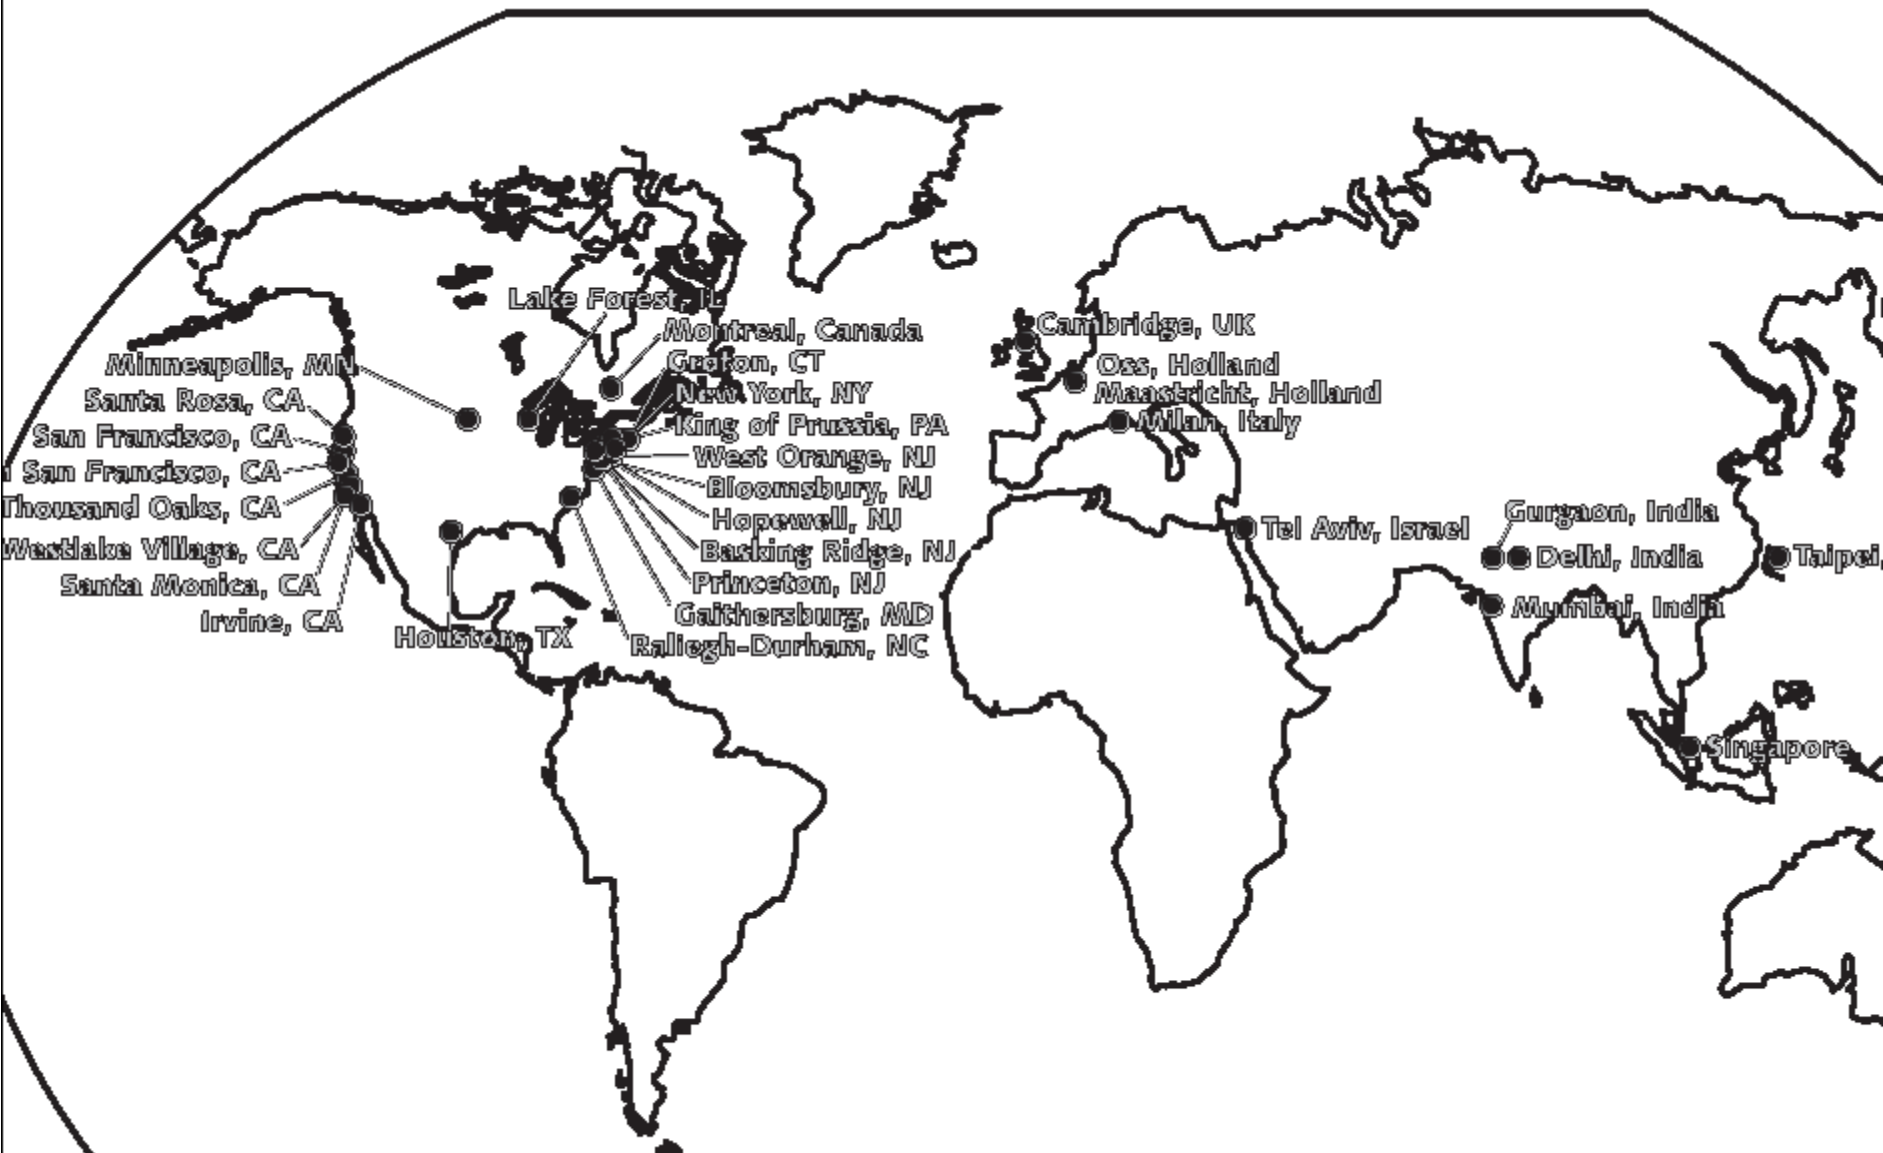 Lake Forest, IL
Montreal, Canada
Groton, CT
New York, NY
King of Prussia, PA
West Orange, NJ
Bloomsbury, NJ
Hopewell, NJ
Basking Ridge, NJ
Princeton, NJ
Gaithersburg, MD
Raliegh-Durham, NC
Minneapolis, MN
Santa Rosa, CA
San Francisco, CA
San Francisco, CA
Thousand Oaks, CA
Westlake Village, CA
Santa Monica, CA
Irvine, CA
Houston, TX
Cambridge, UK
Oss, Holland
Maastricht, Holland
Milan, Italy
Tel Aviv, Israel
Gurgaon, India
Delhi, India
Mumbai, India
Taipei,
Singapore